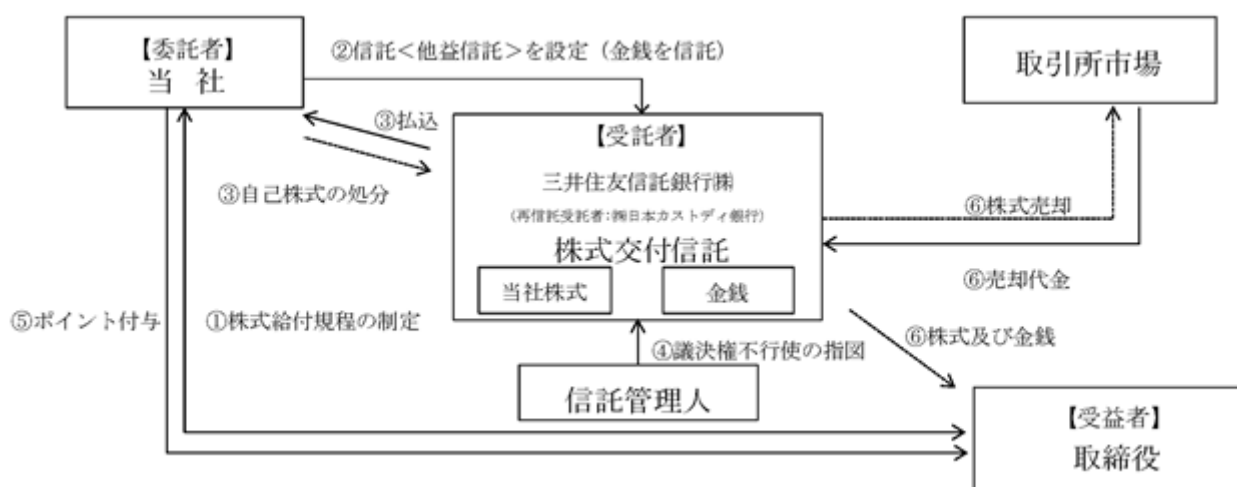 【委託者】
当 社
②信託<他益信託>を設定（金銭を信託）
取引所市場
③払込
③自己株式の処分
【受託者】
三井住友信託銀行㈱
(再信託受託者:㈱日本カストディ銀行)
株式交付信託
当社株式
金銭
⑥株式売却
⑥売却代金
⑤ポイント付与
①株式給付規程の制定
④議決権不行使の指図
⑥株式及び金銭
信託管理人
【受益者】
取締役